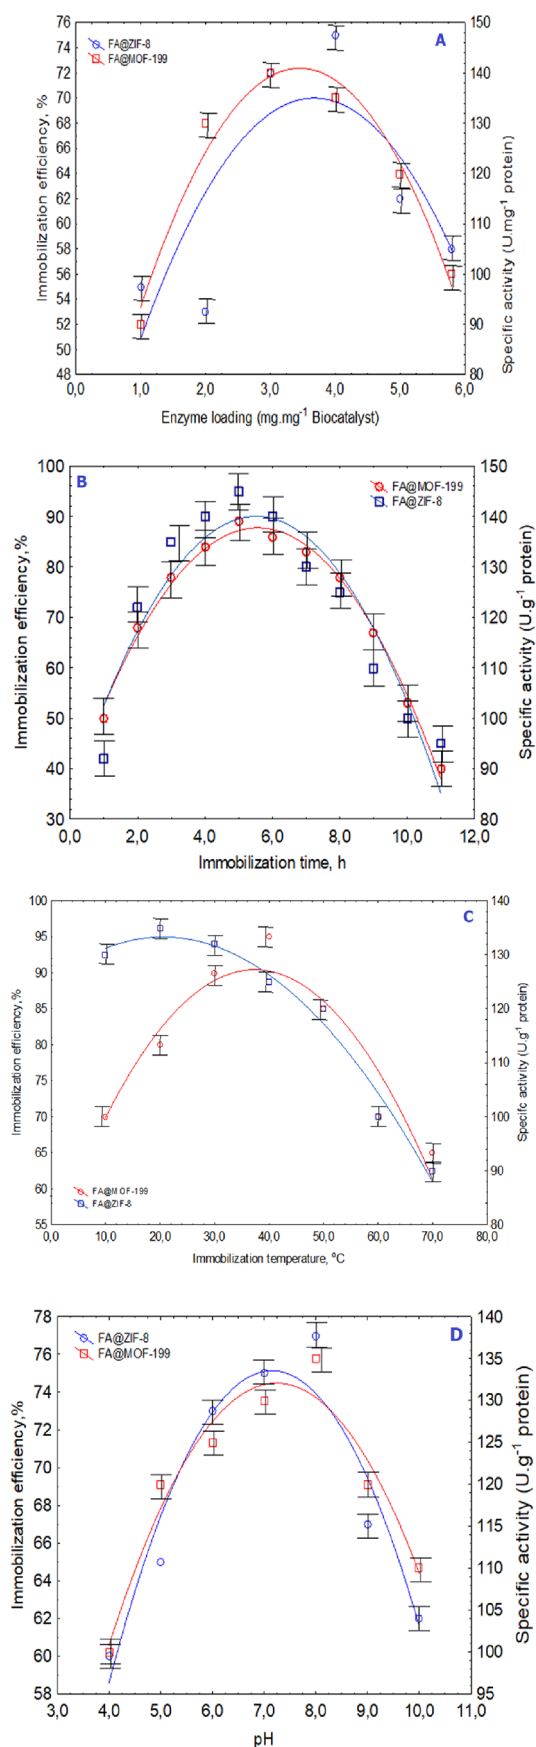 A
FA@ZIF-8
FA@MOF-199
Immobilization efficiency, %
Specific activity (U.mg⁻¹ protein)
76
74
72
70
68
66
64
62
60
58
56
54
52
50
48
150
140
130
120
110
100
90
80
0,0 1,0 2,0 3,0 4,0 5,0 5,8 6,0
Enzyme loading (mg.mg⁻¹ Biocatalyst)
B
FA@MOF-199
FA@ZIF-8
Immobilization efficiency,%
Specific activity (U.g⁻¹ protein)
100
90
80
70
60
50
40
30
150
140
130
120
110
100
90
80
0,0 2,0 4,0 6,0 8,0 10,0 12,0
Immobilization time, h
C
FA@MOF-199
FA@ZIF-8
Immobilization efficiency,%
Specifc activity (U.g⁻¹ protein)
100
95
90
85
80
75
70
65
60
55
140
130
120
110
100
90
80
0,0 10,0 20,0 30,0 40,0 50,0 60,0 70,0 80,0
Immobilization temperature, °C
D
FA@ZIF-8
FA@MOF-199
Immobilization efficiency,%
Specific activity (U.g⁻¹ protein)
78
76
74
72
70
68
66
64
62
60
58
140
135
130
125
120
115
110
105
100
95
3,0 4,0 5,0 6,0 7,0 8,0 9,0 10,0 11,0
pH